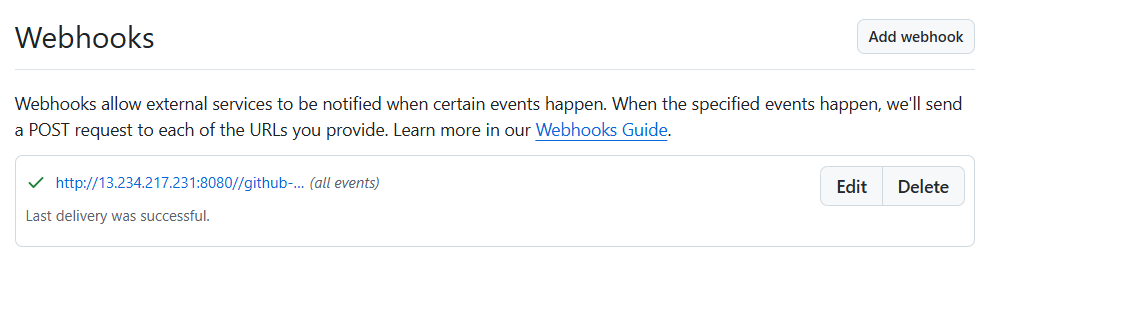 Webhooks
Add webhook
Webhooks allow external services to be notified when certain events happen. When the specified events happen, we'll send
a POST request to each of the URLs you provide. Learn more in our Webhooks Guide.
http://13.234.217.231:8080//github-... (all events)
Edit
Delete
Last delivery was successful.